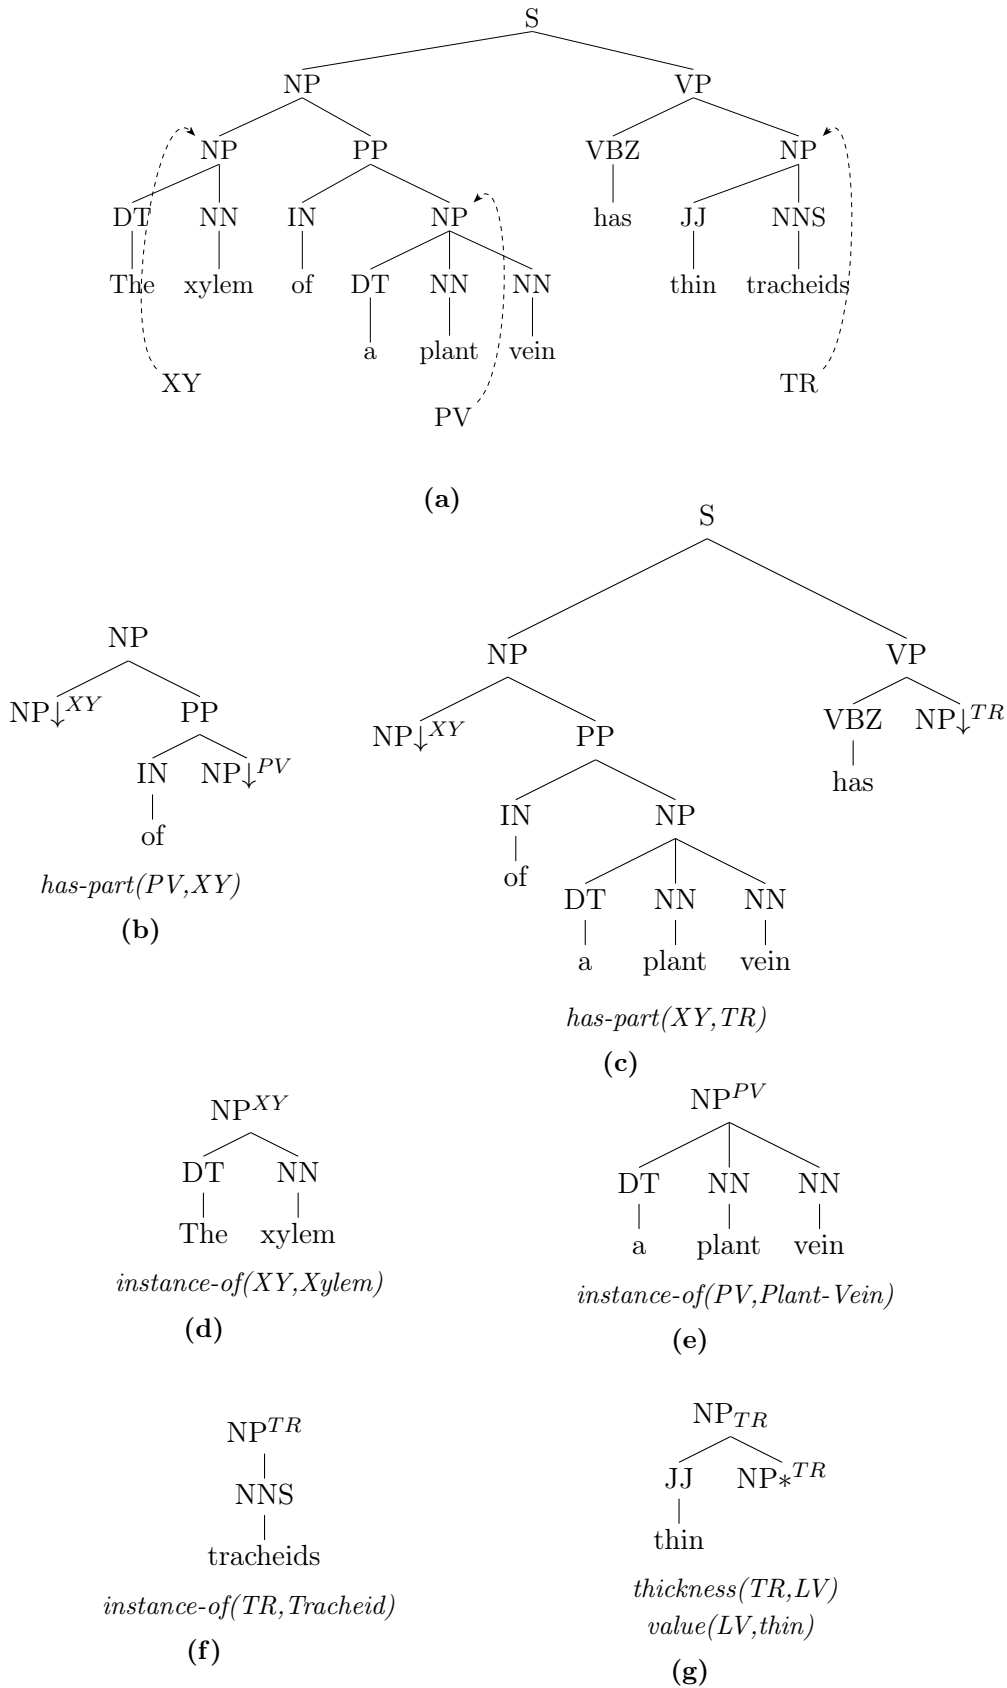 S
NP VP
NP PP VBZ NP
DT NN IN NP has JJ NNS
The xylem of DT NN NN thin tracheids
a plant vein
XY TR
PV
(a)
S
NP
NP VP
NP↓XY PP
NP↓XY PP VBZ NP↓TR
IN NP↓PV
has
of
IN NP
of
has-part(PV,XY)
DT NN NN
(b)
a plant vein
has-part(XY,TR)
(c)
NPXY
DT NN
The xylem
instance-of(XY,Xylem)
(d)
NPPV
DT NN NN
a plant vein
instance-of(PV,Plant-Vein)
(e)
NPTR
NNS
tracheids
instance-of(TR,Tracheid)
(f)
NPTR
JJ NP*TR
thin
thickness(TR,LV)
value(LV,thin)
(g)